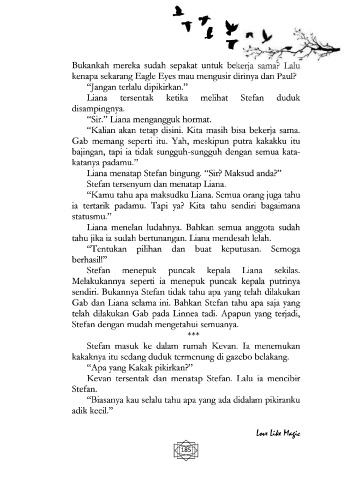 Bukankah mereka sudah sepakat untuk bekerja sama? Lalu
kenapa sekarang Eagle Eyes mau mengusir dirinya dan Paul?
“Jangan terlalu dipikirkan.”
Liana tersentak ketika melihat Stefan duduk
disampingnya.
“Sir.” Liana mengangguk hormat.
“Kalian akan tetap disini. Kita masih bisa bekerja sama.
Gab memang seperti itu. Yah, meskipun putra kakakku itu
bajingan, tapi ia tidak sungguh-sungguh dengan semua kata-
katanya padamu.”
Liana menatap Stefan bingung. “Sir? Maksud anda?”
Stefan tersenyum dan menatap Liana.
“Kamu tahu apa maksudku Liana. Semua orang juga tahu
ia tertarik padamu. Tapi ya? Kita tahu sendiri bagaimana
statusmu.”
Liana menelan ludahnya. Bahkan semua anggota sudah
tahu jika ia sudah bertunangan. Liana mendesah lelah.
“Tentukan pilihan dan buat keputusan. Semoga
berhasil!”
Stefan menepuk puncak kepala Liana sekilas.
Melakukannya seperti ia menepuk puncak kepala putrinya
sendiri. Bukannya Stefan tidak tahu apa yang telah dilakukan
Gab dan Liana selama ini. Bahkan Stefan tahu apa saja yang
telah dilakukan Gab pada Linnea tadi. Apapun yang terjadi,
Stefan dengan mudah mengetahui semuanya.
***
Stefan masuk ke dalam rumah Kevan. Ia menemukan
kakaknya itu sedang duduk termenung di gazebo belakang.
“Apa yang Kakak pikirkan?”
Kevan tersentak dan menatap Stefan. Lalu ia mencibir
Stefan.
“Biasanya kau selalu tahu apa yang ada didalam pikiranku
adik kecil.”
Love Like Magic
185